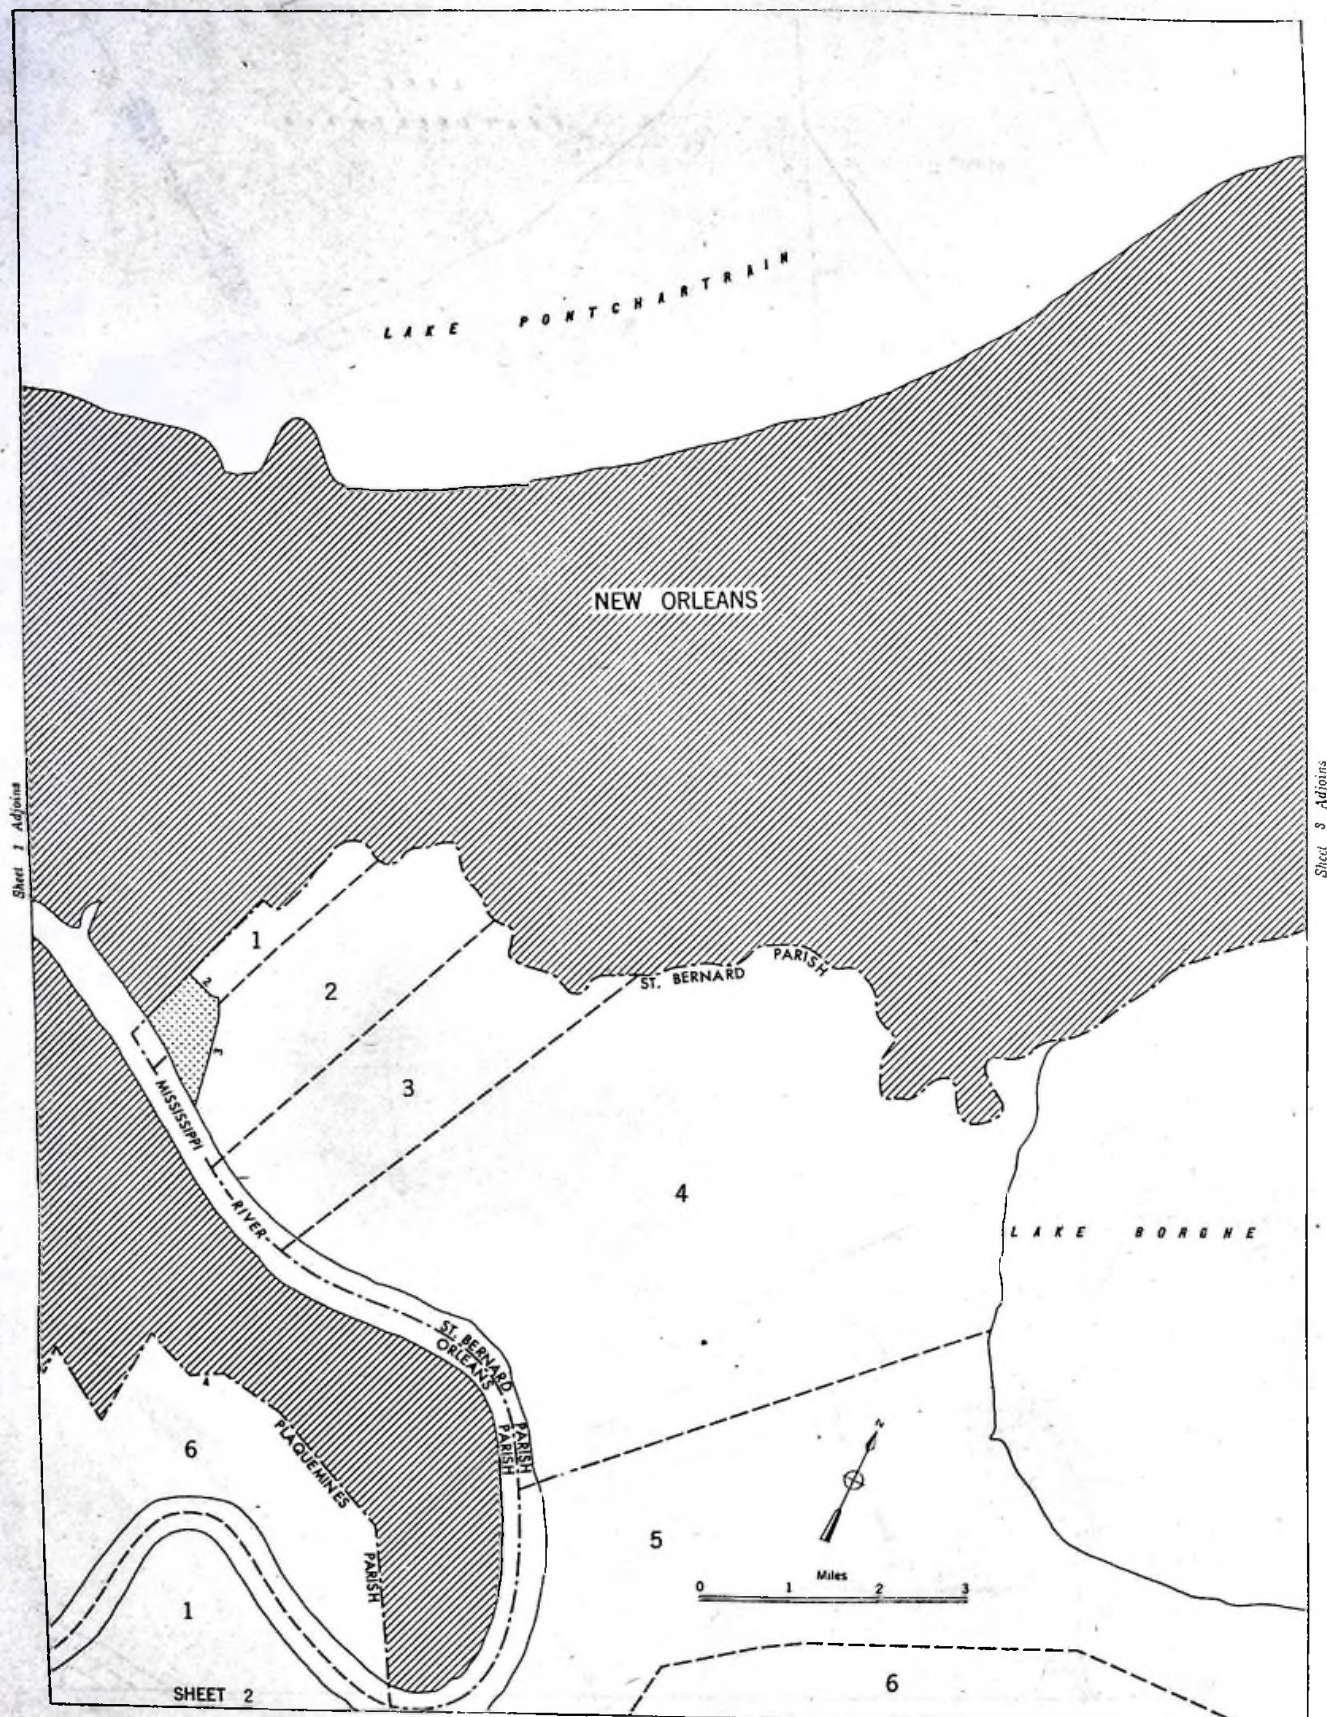 LAKE PONTCHARTRAIN
NEW ORLEANS
Sheet 1 Adjoins
Sheet 3 Adjoins
1
2
2
ST. BERNARD PARISH
3
3
MISSISSIPPI RIVER
4
LAKE BORGNE
ST. BERNARD PARISH
ORLEANS PARISH
6
PLAQUEMINES PARISH
N
5
Miles
0 1 2 3
1
6
SHEET 2